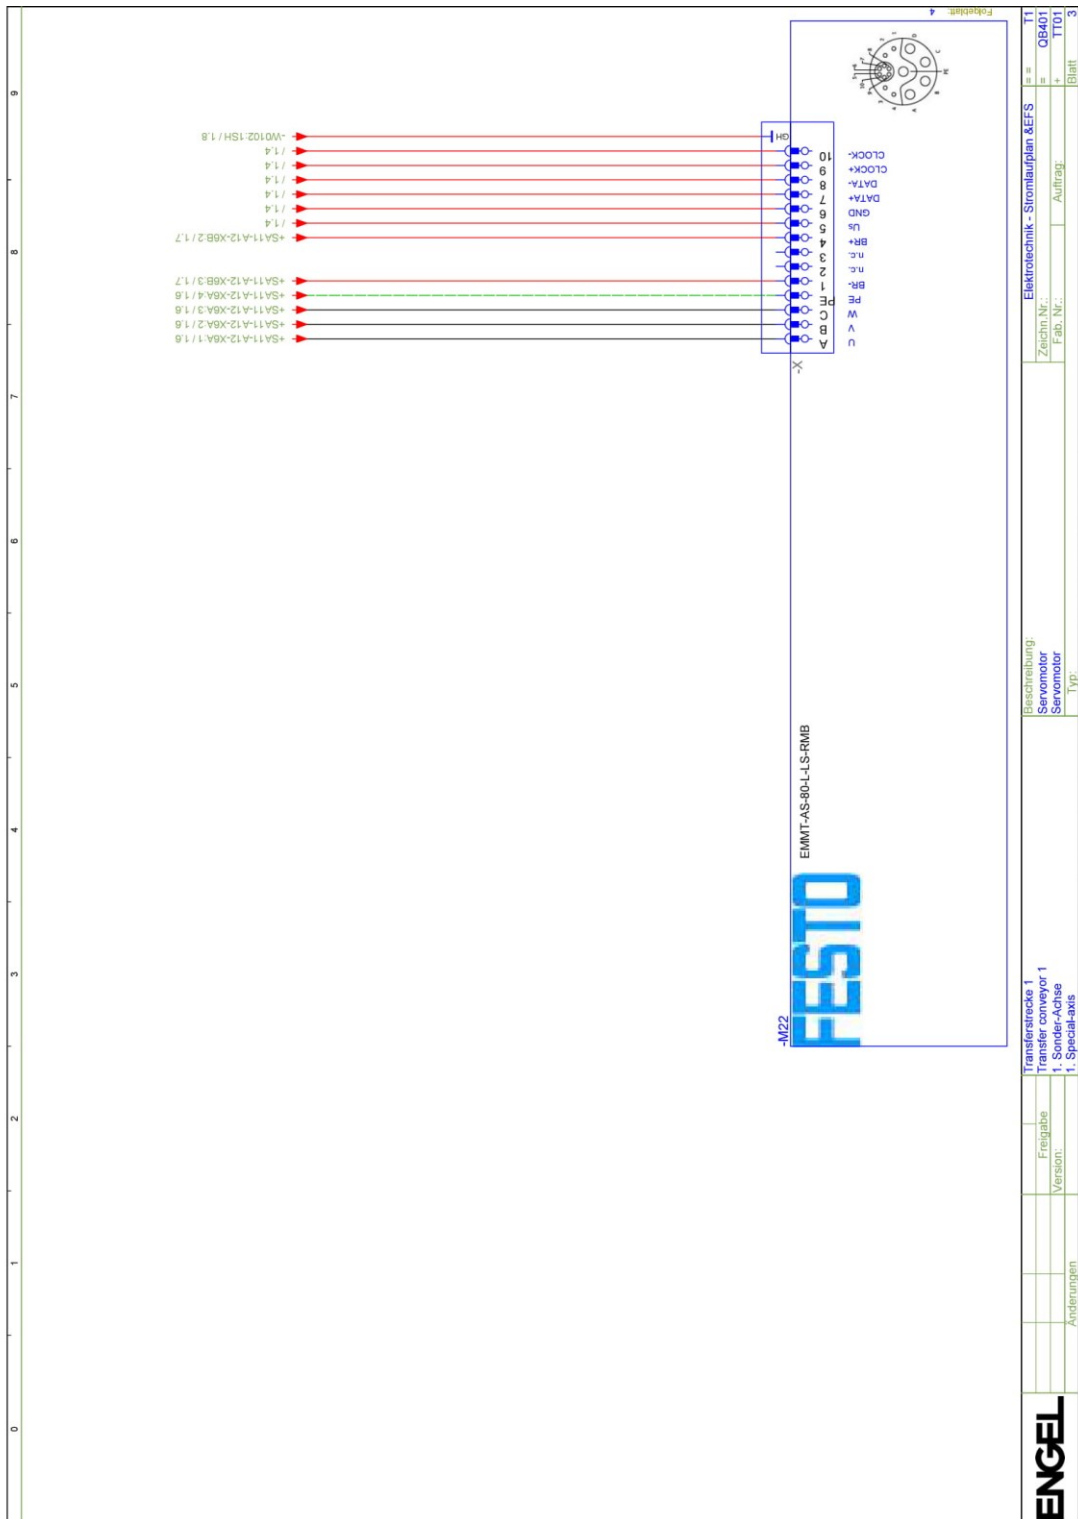 Folgeblatt: 4
-W0102:1SH / 1.8
/ 1.4
/ 1.4
/ 1.4
/ 1.4
/ 1.4
/ 1.4
+SA11-A12-X6B:2 / 1.7
+SA11-A12-X6B:3 / 1.7
+SA11-A12-X6A:4 / 1.6
+SA11-A12-X6A:3 / 1.6
+SA11-A12-X6A:2 / 1.6
+SA11-A12-X6A:1 / 1.6
GH
10 CLOCK-
9 CLOCK+
8 DATA-
7 DATA+
6 GND
5 Us
4 BR+
3 n.c.
2 n.c.
1 BR-
PE PE
C W
B V
A U
-X
EMMT-AS-80-L-LS-RMB
FESTO
-M22
0 1 2 3 4 5 6 7 8 9
ENGEL
Änderungen
Freigabe
Version:
Transferstrecke 1
Transfer conveyor 1
1. Sonder-Achse
1. Special-axis
Beschreibung:
Servomotor
Servomotor
Typ:
Elektrotechnik - Stromlaufplan &EFS
Zeichn.Nr.:
Fab. Nr.:
Auftrag:
= = T1
= QB401
+ TT01
Blatt 3